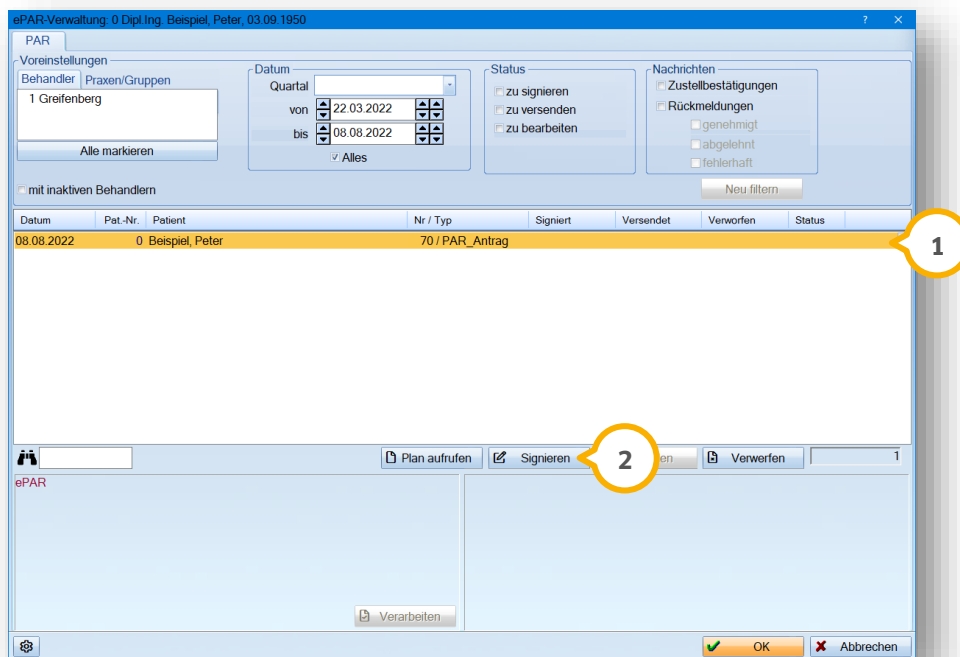 ePAR-Verwaltung: 0 Dipl.Ing. Beispiel, Peter, 03.09.1950
PAR
Voreinstellungen
Behandler Praxen/Gruppen
1 Greifenberg
Alle markieren
mit inaktiven Behandlern
Datum
Quartal
von 22.03.2022
bis 08.08.2022
Alles
Status
zu signieren
zu versenden
zu bearbeiten
Nachrichten
Zustellbestätigungen
Rückmeldungen
genehmigt
abgelehnt
fehlerhaft
Neu filtern
Datum Pat.-Nr. Patient Nr / Typ Signiert Versendet Verworfen Status
08.08.2022 0 Beispiel, Peter 70 / PAR_Antrag
1
Plan aufrufen Signieren 2 Verwerfen 1
ePAR
Verarbeiten
OK Abbrechen